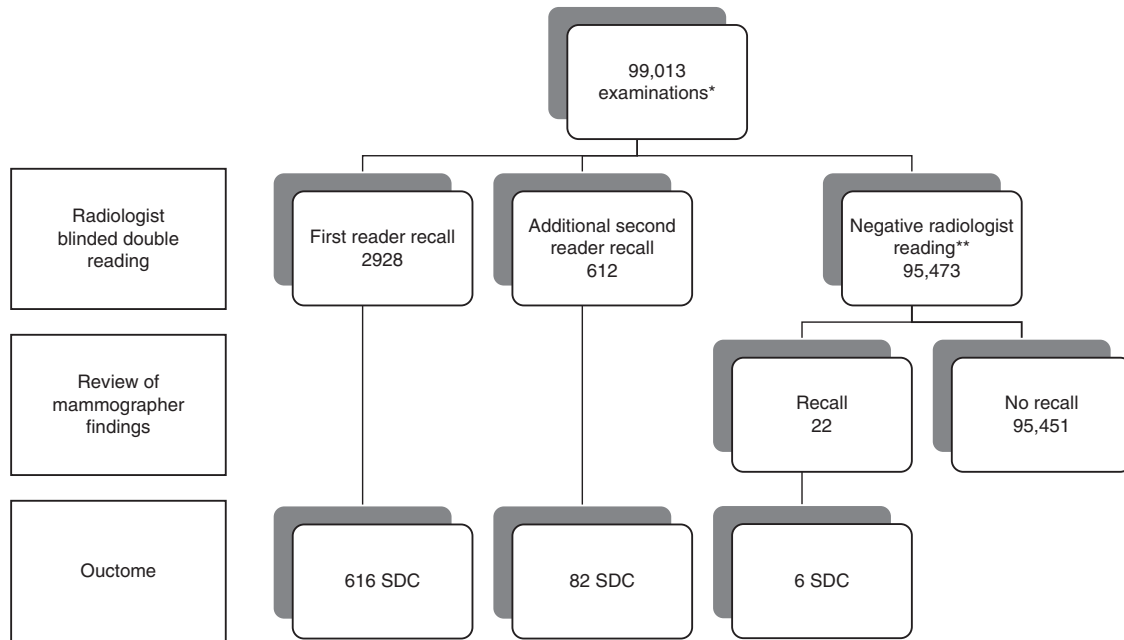 99,013
examinations*
Radiologist
blinded double
reading
First reader recall
2928
Additional second
reader recall
612
Negative radiologist
reading**
95,473
Review of
mammographer
findings
Recall
22
No recall
95,451
Ouctome
616 SDC
82 SDC
6 SDC